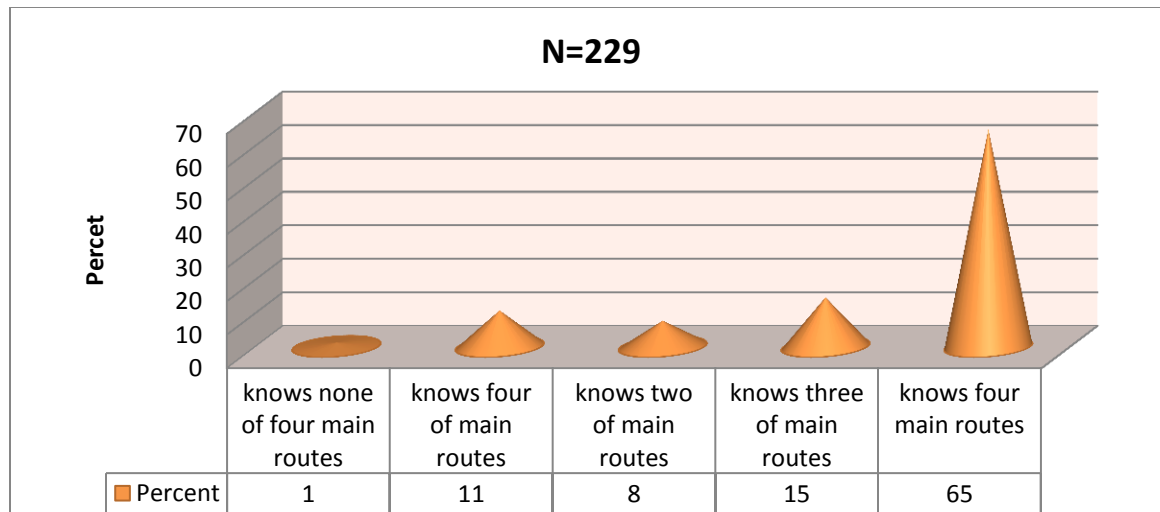 N=229
Percet
70
60
50
40
30
20
10
0
knows none
of four main
routes
knows four
of main
routes
knows two
of main
routes
knows three
of main
routes
knows four
main routes
Percent 1 11 8 15 65